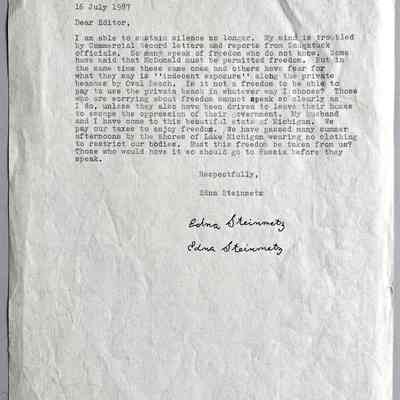 16 July 1987
Dear Editor,
I am able to sustain silence no longer. My mind is troubled
by Commercial Record letters and reports from Saugatuck
officials. So many speak of freedom who do not know. Some
have said that McDonald must be permitted freedom. But in
the same time these same ones and others have fear for
what they say is ''indecent exposure'' along the private
beaches by Oval Beach. Is it not a freedom to be able to
pay to use the private beach in whatever way I choose? Those
who are worrying about freedom cannot speak so clearly as
I do, unless they also have been driven to leave their homes
to escape the oppression of their government. My husband
and I have come to this beautiful state of Michigan. We
pay our taxes to enjoy freedom. We have passed many summer
afternoons by the shores of Lake Michigan wearing no clothing
to restrict our bodies. Must this freedom be taken from us?
Those who would have it so should go to Russia before they
speak.
Respectfully,
Edna Steinmetz
Edna Steinmetz
Edna Steinmetz